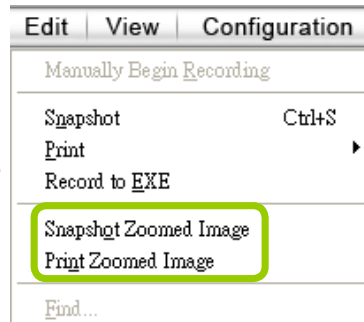 Edit View Configuration
Manually Begin Recording
Snapshot Ctrl+S
Print
Record to EXE
Snapshot Zoomed Image
Print Zoomed Image
Find...